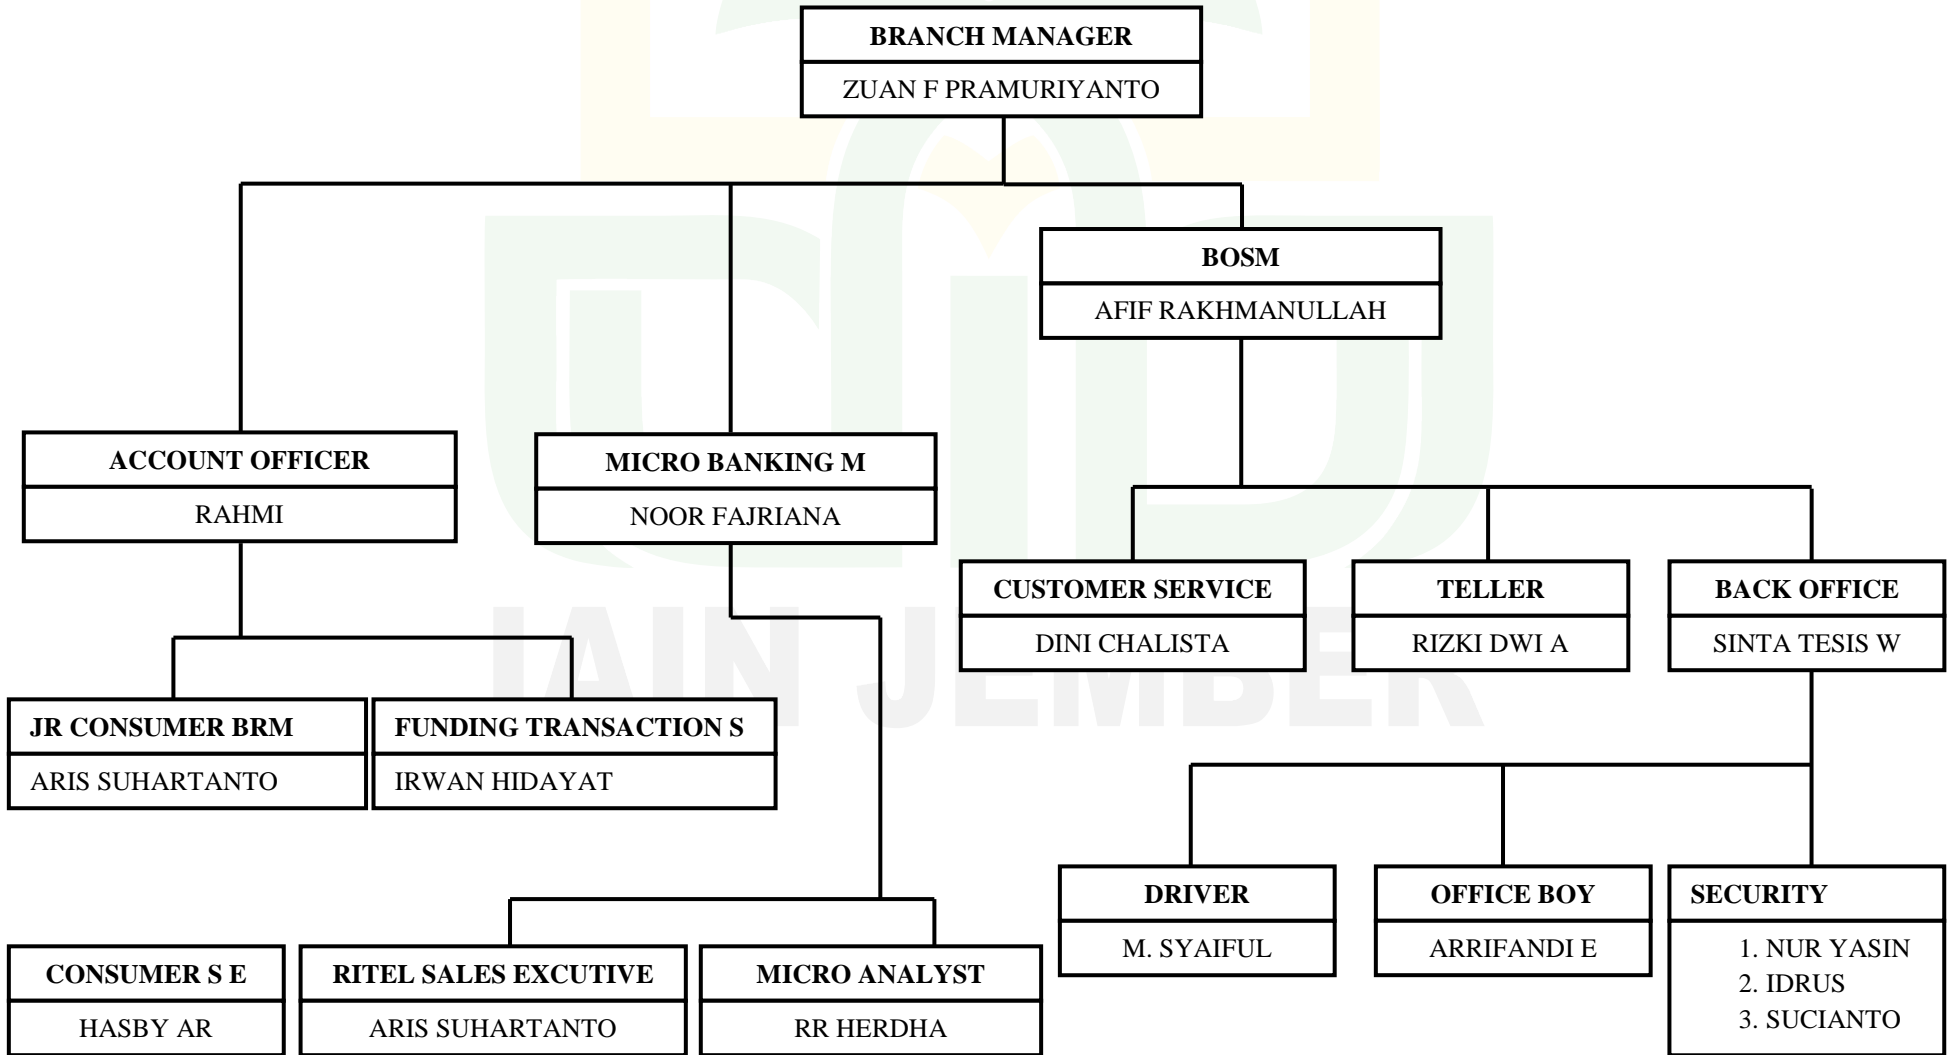 BRANCH MANAGER
ZUAN F PRAMURIYANTO
BOSM
AFIF RAKHMANULLAH
ACCOUNT OFFICER
RAHMI
MICRO BANKING M
NOOR FAJRIANA
CUSTOMER SERVICE
DINI CHALISTA
TELLER
RIZKI DWI A
BACK OFFICE
SINTA TESIS W
JR CONSUMER BRM
ARIS SUHARTANTO
FUNDING TRANSACTION S
IRWAN HIDAYAT
IAIN JEMBER
DRIVER
M. SYAIFUL
OFFICE BOY
ARRIFANDI E
SECURITY
1. NUR YASIN
2. IDRUS
3. SUCIANTO
CONSUMER S E
HASBY AR
RITEL SALES EXCUTIVE
ARIS SUHARTANTO
MICRO ANALYST
RR HERDHA